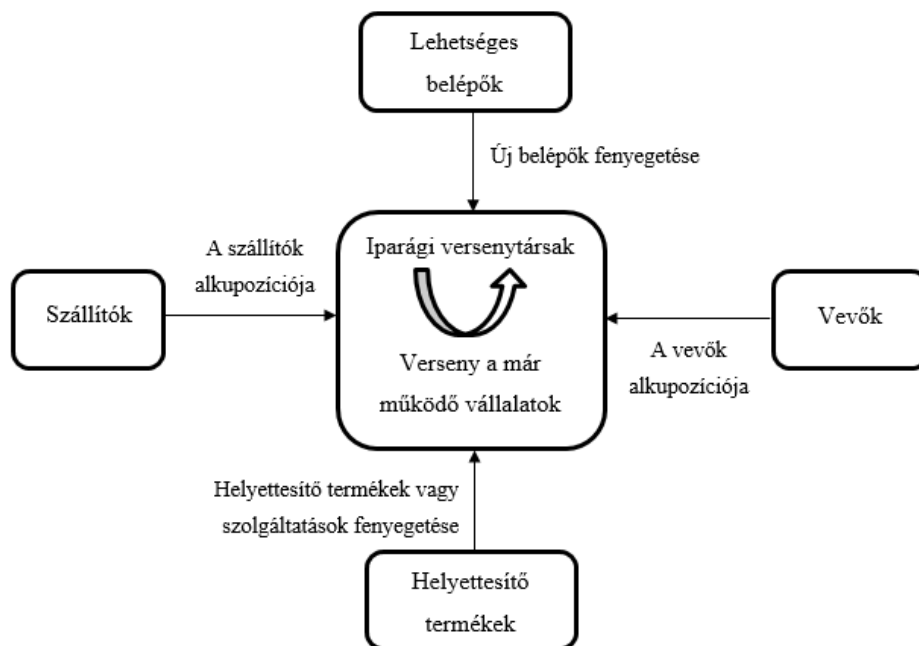 Lehetséges
belépők
Új belépők fenyegetése
A szállítók
alkupozíciója
Iparági versenytársak
Szállítók
Vevők
Verseny a már
működő vállalatok
A vevők
alkupozíciója
Helyettesítő termékek vagy
szolgáltatások fenyegetése
Helyettesítő
termékek